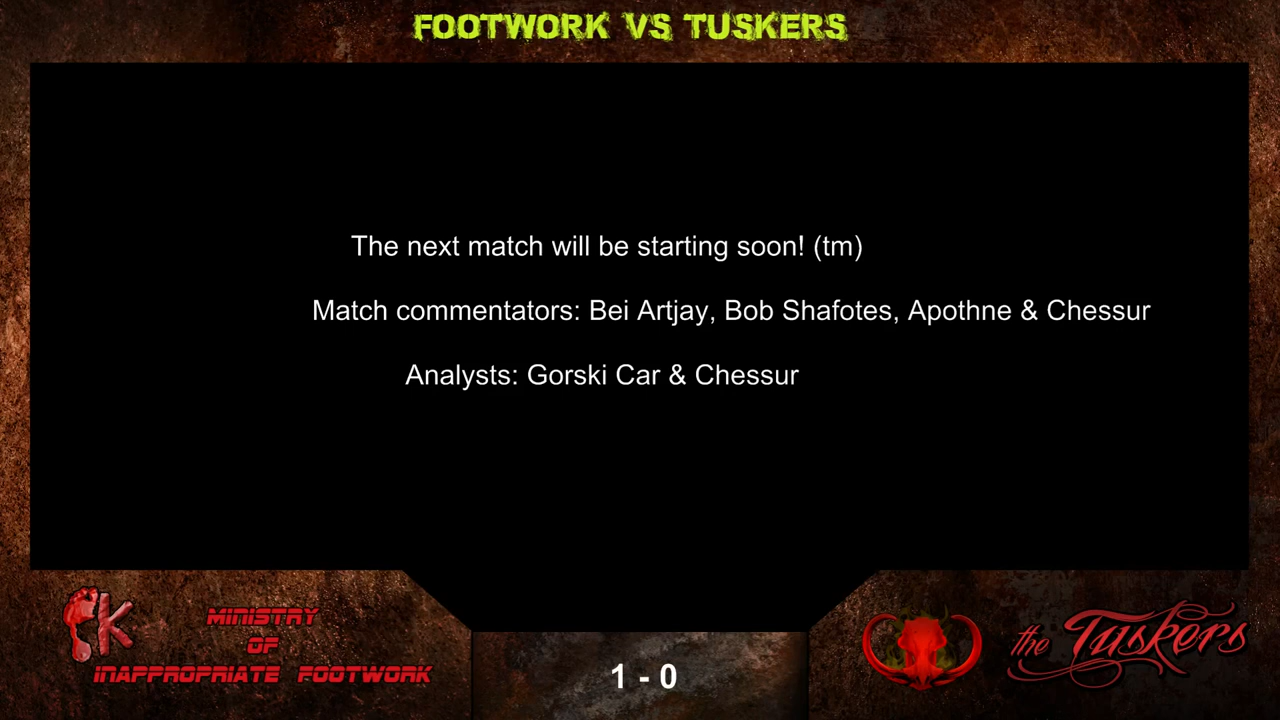 FOOTWORK VS TUSKERS
The next match will be starting soon! (tm)
Match commentators: Bei Artjay, Bob Shafotes, Apothne & Chessur
Analysts: Gorski Car & Chessur
K
MINISTRY
OF
INAPPROPRIATE FOOTWORK
1 - 0
the Tuskers